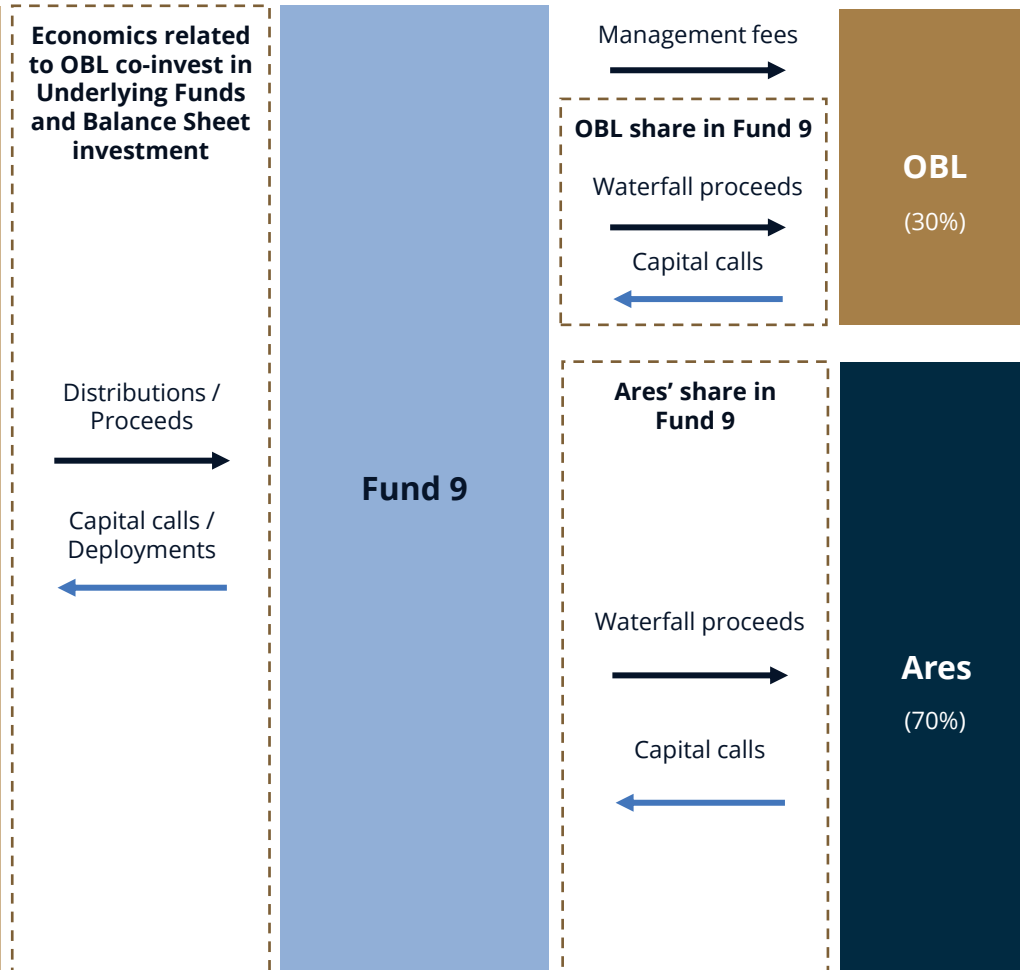 Economics related
to OBL co-invest in
Underlying Funds
and Balance Sheet
investment
Distributions /
Proceeds
Capital calls /
Deployments
Fund 9
Management fees
OBL share in Fund 9
Waterfall proceeds
Capital calls
OBL
(30%)
Ares’ share in
Fund 9
Waterfall proceeds
Capital calls
Ares
(70%)